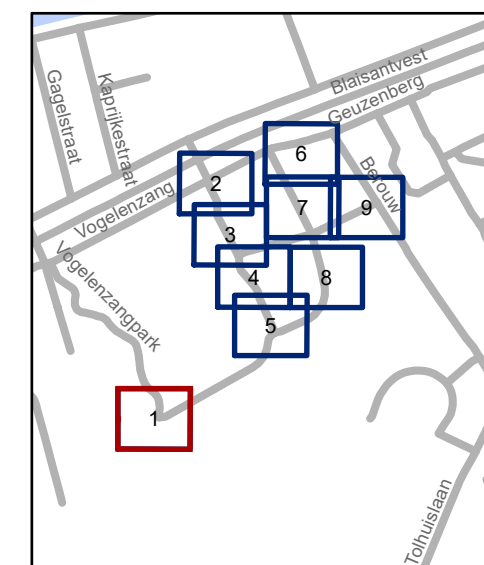 Blaisantvest
Geuzenberg
Gagelstraat
Kaprijkestraat
Vogelenzang
Berouw
Vogelenzangpark
Tolhuislaan
6
2
7
9
3
4
8
5
1